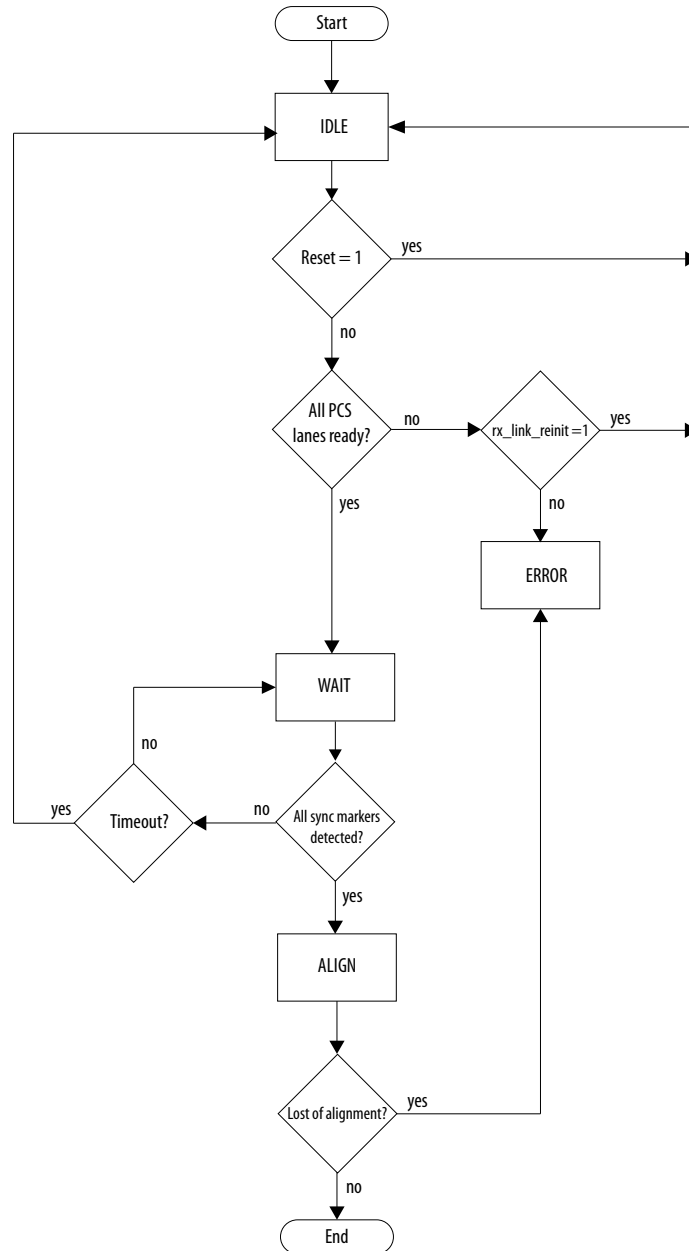 Start
IDLE
Reset = 1
yes
no
All PCS
lanes ready?
no
rx_link_reinit =1
yes
yes
no
ERROR
WAIT
no
yes
Timeout?
no
All sync markers
detected?
yes
ALIGN
Lost of alignment?
yes
no
End